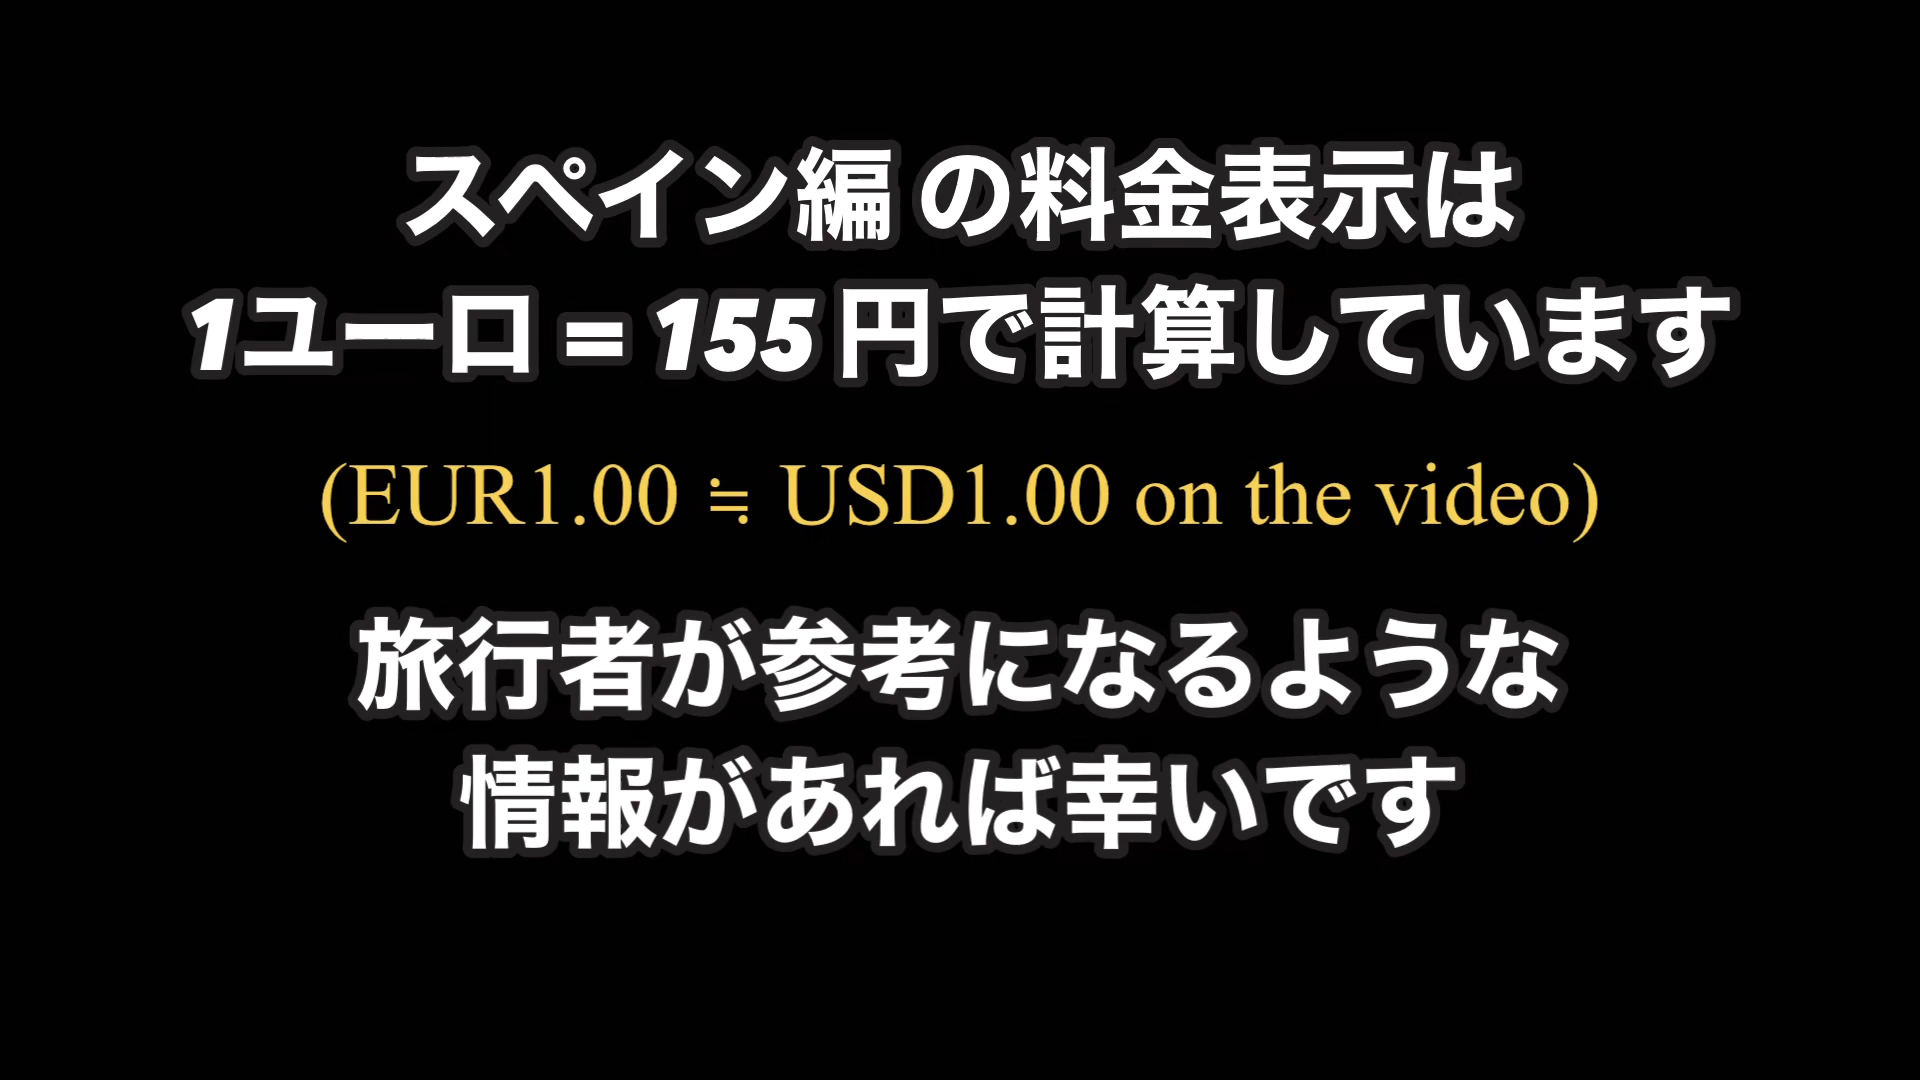 スペイン編 の料金表示は
1ユーロ = 155 円で計算しています
(EUR1.00 ≒ USD1.00 on the video)
旅行者が参考になるような
情報があれば幸いです